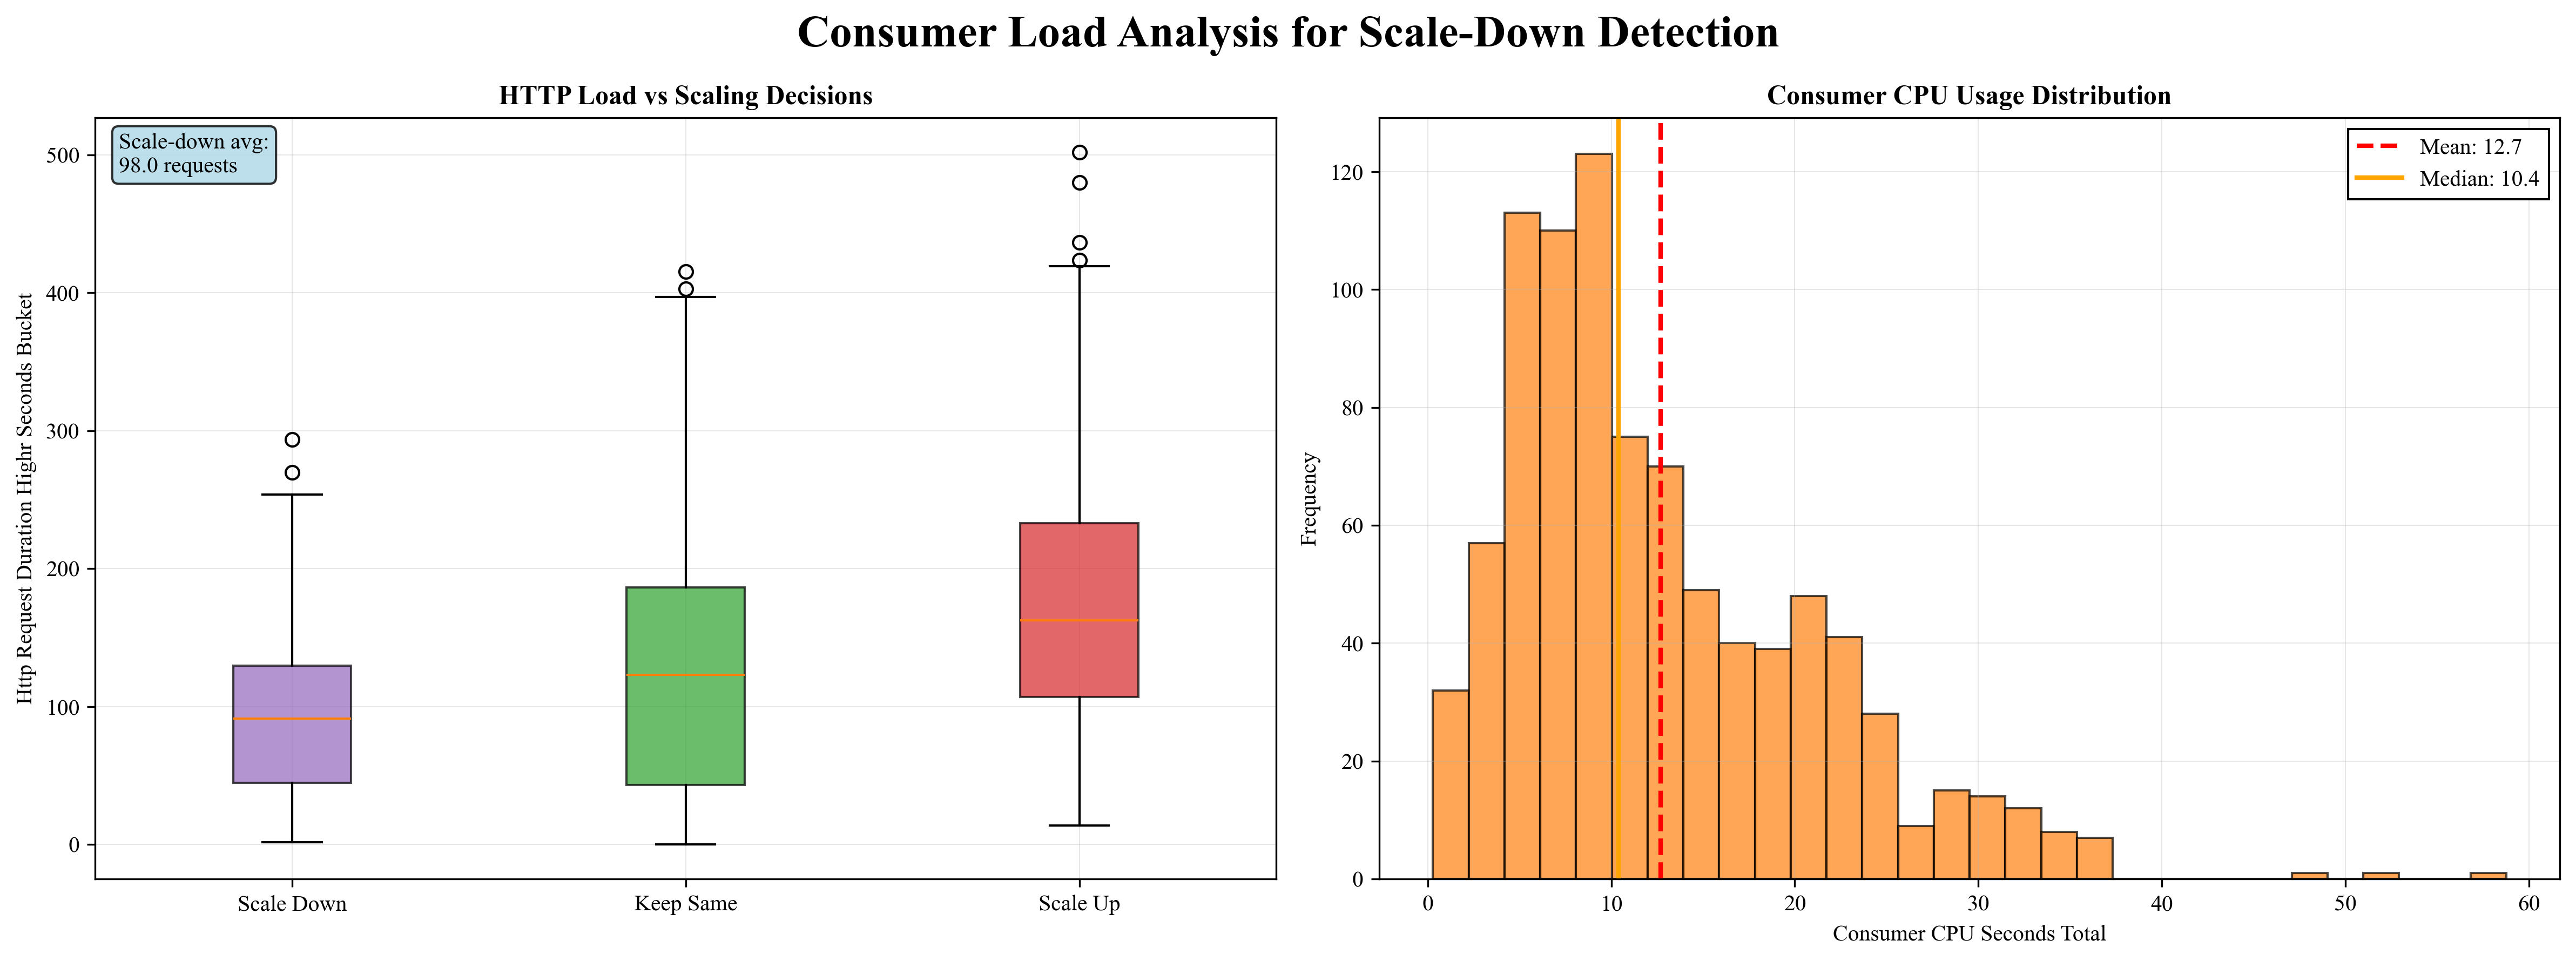 Consumer Load Analysis for Scale-Down Detection
HTTP Load vs Scaling Decisions
Scale-down avg:
98.0 requests
Http Request Duration Highr Seconds Bucket
500
400
300
200
100
0
Scale Down
Keep Same
Scale Up
Consumer CPU Usage Distribution
Mean: 12.7
Median: 10.4
Frequency
120
100
80
60
40
20
0
0
10
20
30
40
50
60
Consumer CPU Seconds Total